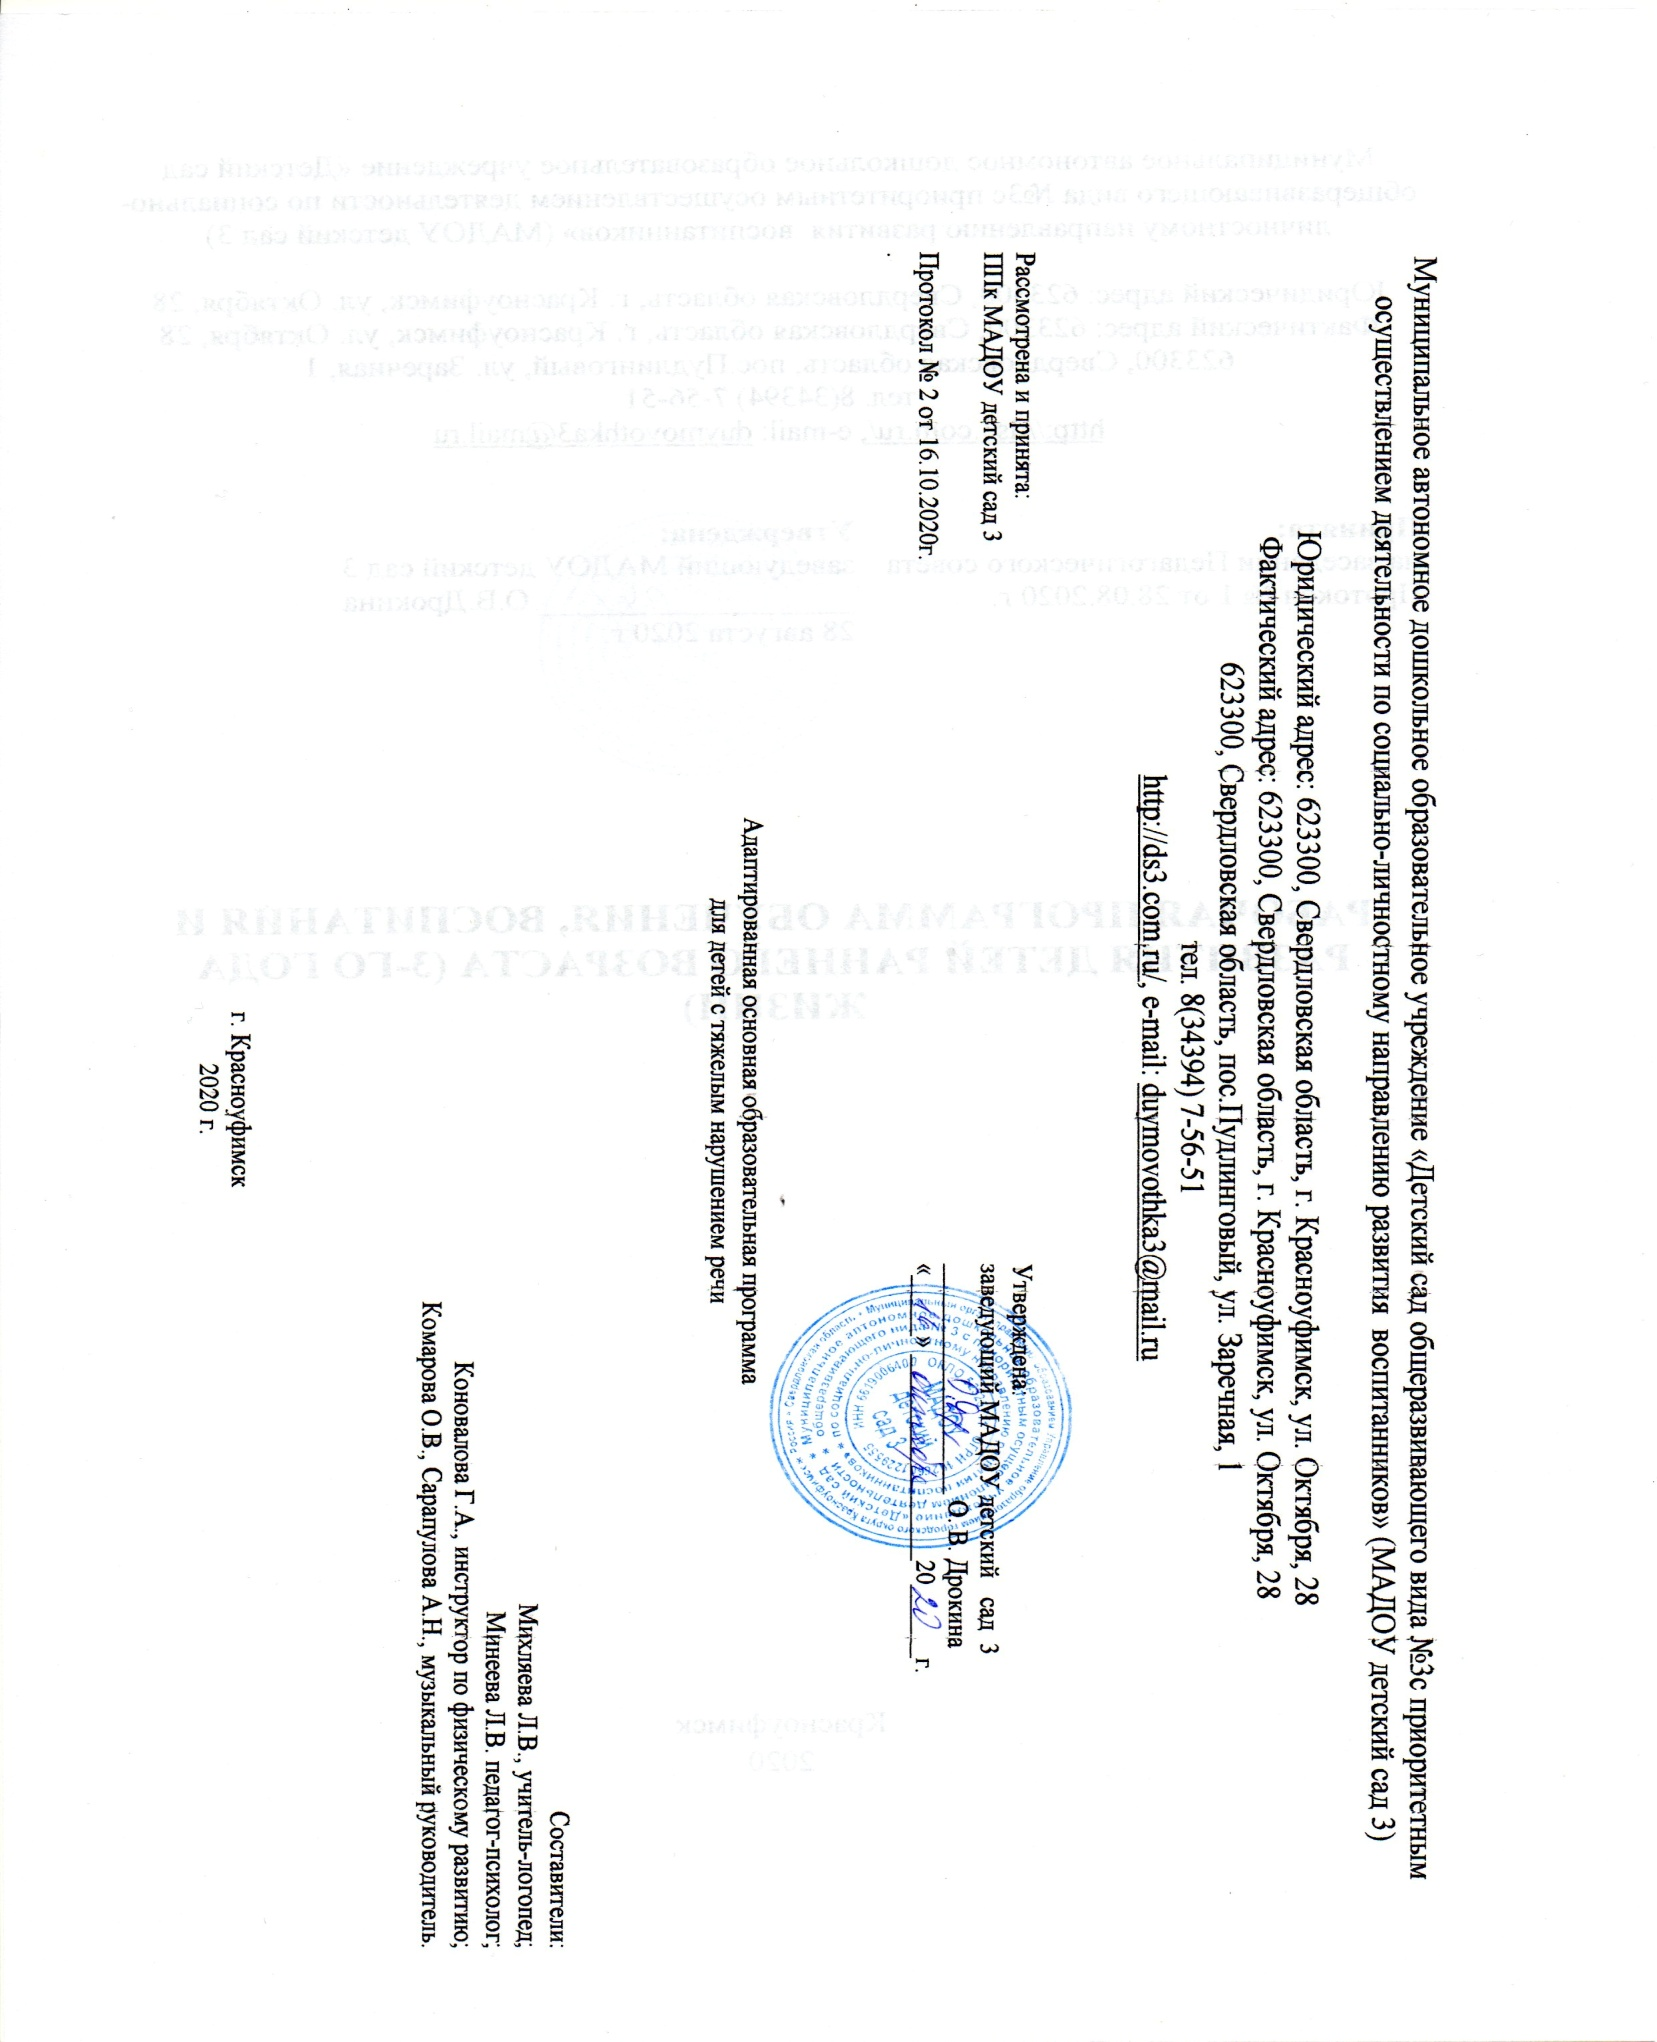 Муниципальное автономное дошкольное образовательное учреждение «Детский сад общеразвивающего вида №3с приоритетным
осуществлением деятельности по социально-личностному направлению развития воспитанников» (МАДОУ детский сад 3)
Юридический адрес: 623300, Свердловская область, г. Красноуфимск, ул. Октября, 28
Фактический адрес: 623300, Свердловская область, г. Красноуфимск, ул. Октября, 28
623300, Свердловская область, пос.Пудлинговый, ул. Заречная, 1
тел. 8(34394) 7-56-51
http://ds3.com.ru/, e-mail: duymovothka3@mail.ru
Рассмотрена и принята:
ППк МАДОУ детский сад 3
Протокол № 2 от 16.10.2020г.
Утверждена:
заведующий МАДОУ детский сад 3
О. В. Дрокина
« 16 » октября 2020 г.
Адаптированная основная образовательная программа
для детей с тяжелым нарушением речи
Составители:
Михляева Л.В., учитель-логопед;
Минеева Л.В. педагог-психолог;
Коновалова Г.А., инструктор по физическому развитию;
Комарова О.В., Сарапулова А.Н., музыкальный руководитель.
г. Красноуфимск
2020 г.